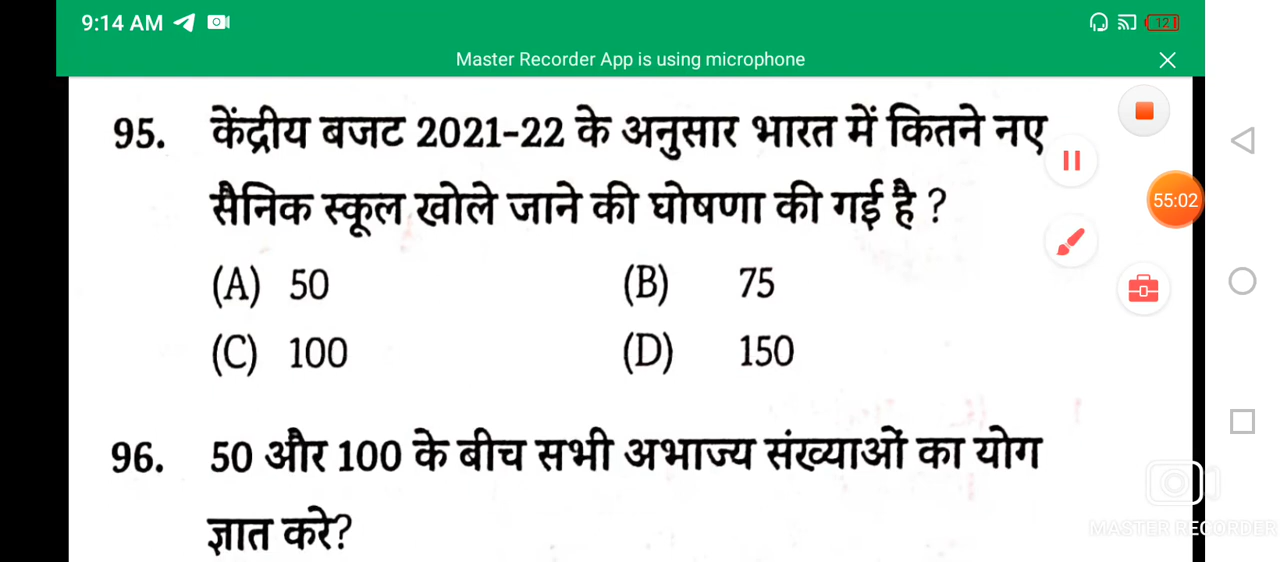 9:14 AM
12
Master Recorder App is using microphone
95. केंद्रीय बजट 2021-22 के अनुसार भारत में कितने नए
सैनिक स्कूल खोले जाने की घोषणा की गई है ?
55:02
(A) 50 (B) 75
(C) 100 (D) 150
96. 50 और 100 के बीच सभी अभाज्य संख्याओं का योग
ज्ञात करे?
MASTER RECORDER